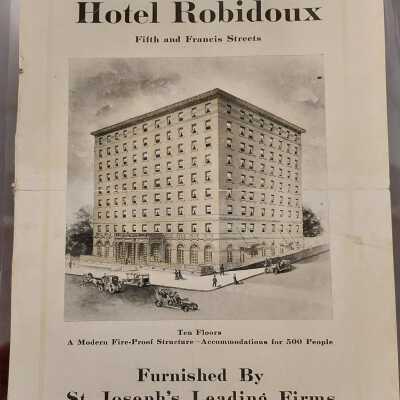 Hotel Robidoux
Fifth and Francis Streets
Ten Floors
A Modern Fire-Proof Structure—Accommodations for 500 People
Furnished By
St. Joseph's Leading Firms